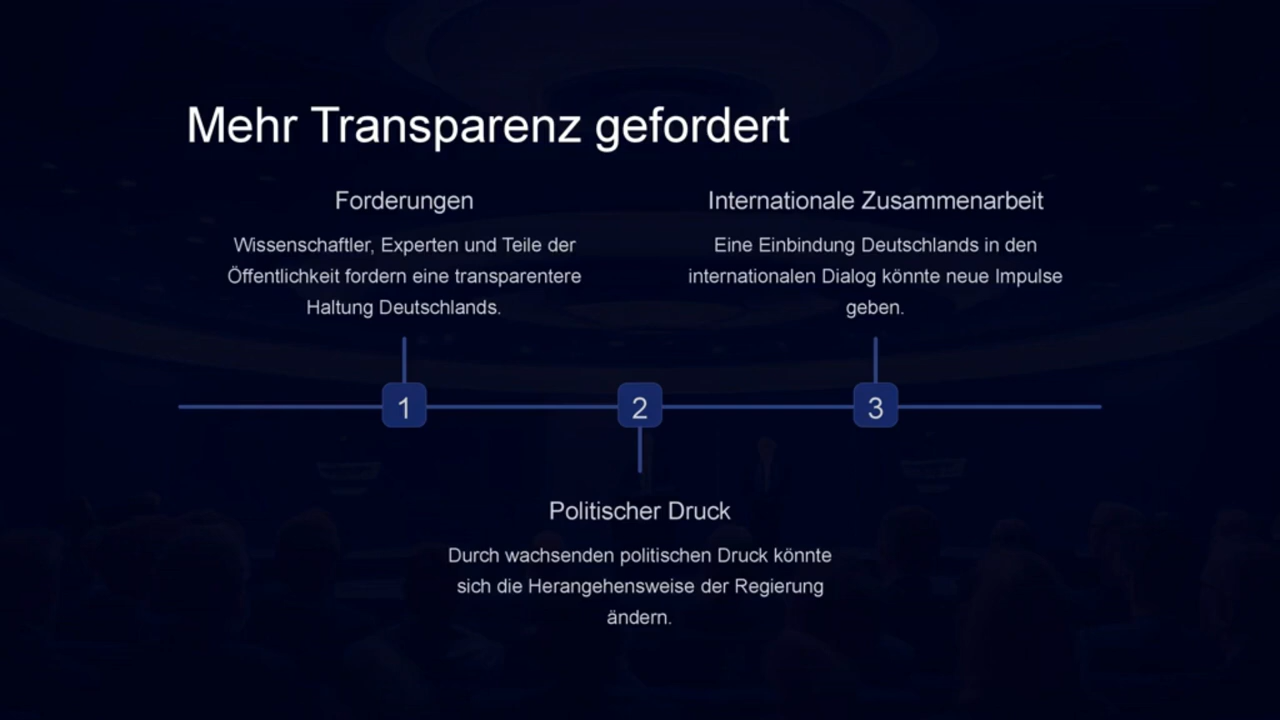 Mehr Transparenz gefordert
Forderungen
Wissenschaftler, Experten und Teile der
Öffentlichkeit fordern eine transparentere
Haltung Deutschlands.
Internationale Zusammenarbeit
Eine Einbindung Deutschlands in den
internationalen Dialog könnte neue Impulse
geben.
1
2
3
Politischer Druck
Durch wachsenden politischen Druck könnte
sich die Herangehensweise der Regierung
ändern.